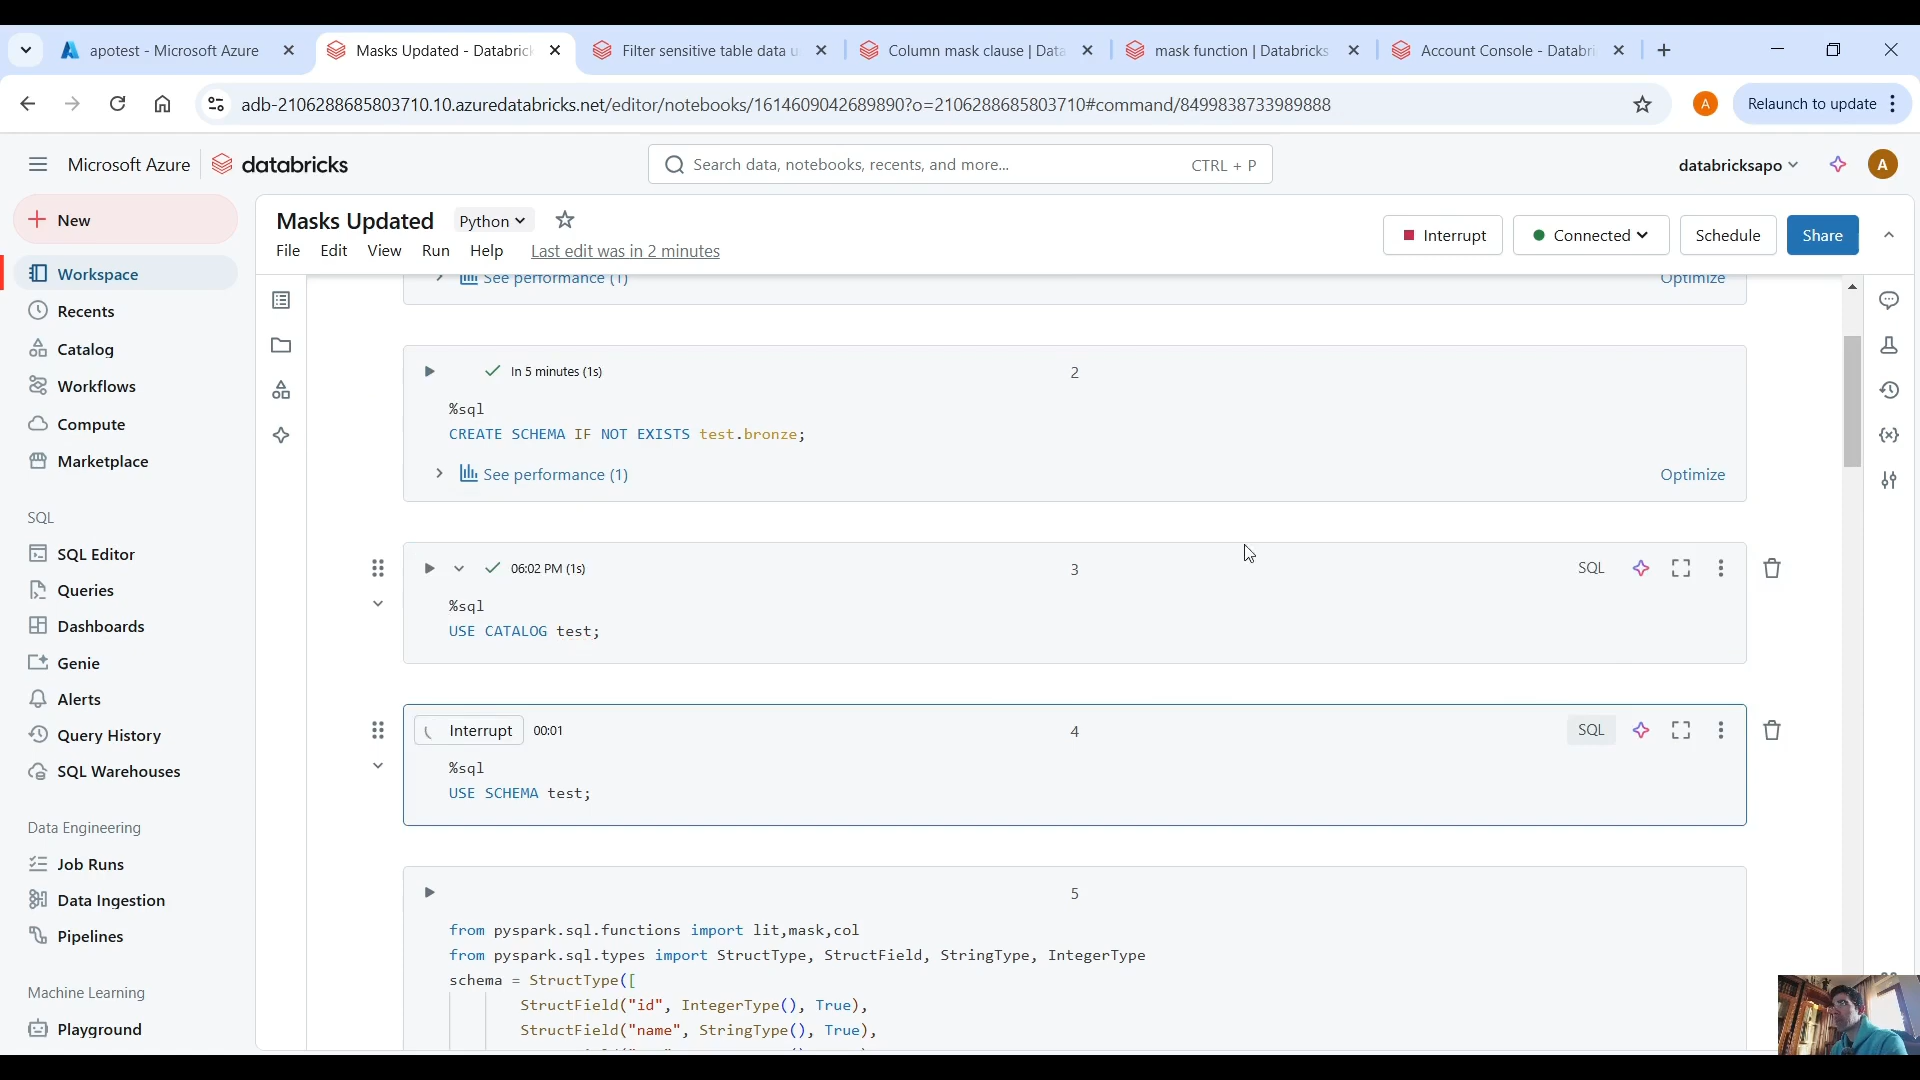 apotest - Microsoft Azure
Masks Updated - Databric
Filter sensitive table data u
Column mask clause | Data
mask function | Databricks
Account Console - Databri
adb-2106288685803710.10.azuredatabricks.net/editor/notebooks/1614609042689890?o=2106288685803710#command/8499838733989888
A
Relaunch to update
Microsoft Azure
databricks
Search data, notebooks, recents, and more...
CTRL + P
databricksapo
A
New
Workspace
Recents
Catalog
Workflows
Compute
Marketplace
SQL
SQL Editor
Queries
Dashboards
Genie
Alerts
Query History
SQL Warehouses
Data Engineering
Job Runs
Data Ingestion
Pipelines
Machine Learning
Playground
Masks Updated
Python
File Edit View Run Help Last edit was in 2 minutes
Interrupt
Connected
Schedule
Share
See performance (1)
Optimize
In 5 minutes (1s)
2
%sql
CREATE SCHEMA IF NOT EXISTS test.bronze;
See performance (1)
Optimize
06:02 PM (1s)
3
SQL
%sql
USE CATALOG test;
Interrupt 00:01
4
SQL
%sql
USE SCHEMA test;
5
from pyspark.sql.functions import lit,mask,col
from pyspark.sql.types import StructType, StructField, StringType, IntegerType
schema = StructType([
StructField("id", IntegerType(), True),
StructField("name", StringType(), True),